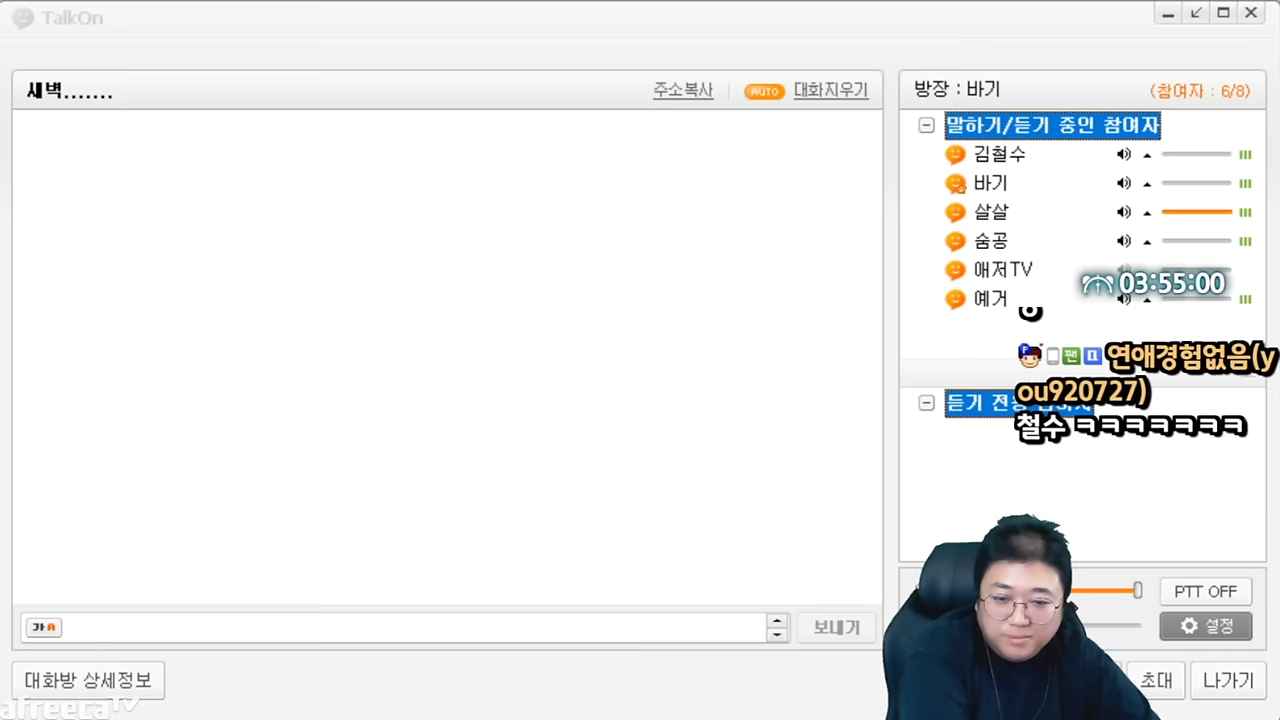 TalkOn
새벽.......
주소복사
AUTO
대화지우기
방장 : 바기
(참여자 : 6/8)
말하기/듣기 중인 참여자
김철수
바기
살살
숨공
애저TV
예거
03:55:00
팬
연애경험없음(y
ou920727)
철수 ㅋㅋㅋㅋㅋㅋㅋ
듣기 전용
가
보내기
PTT OFF
설정
대화방 상세정보
초대
나가기
afreecaTV